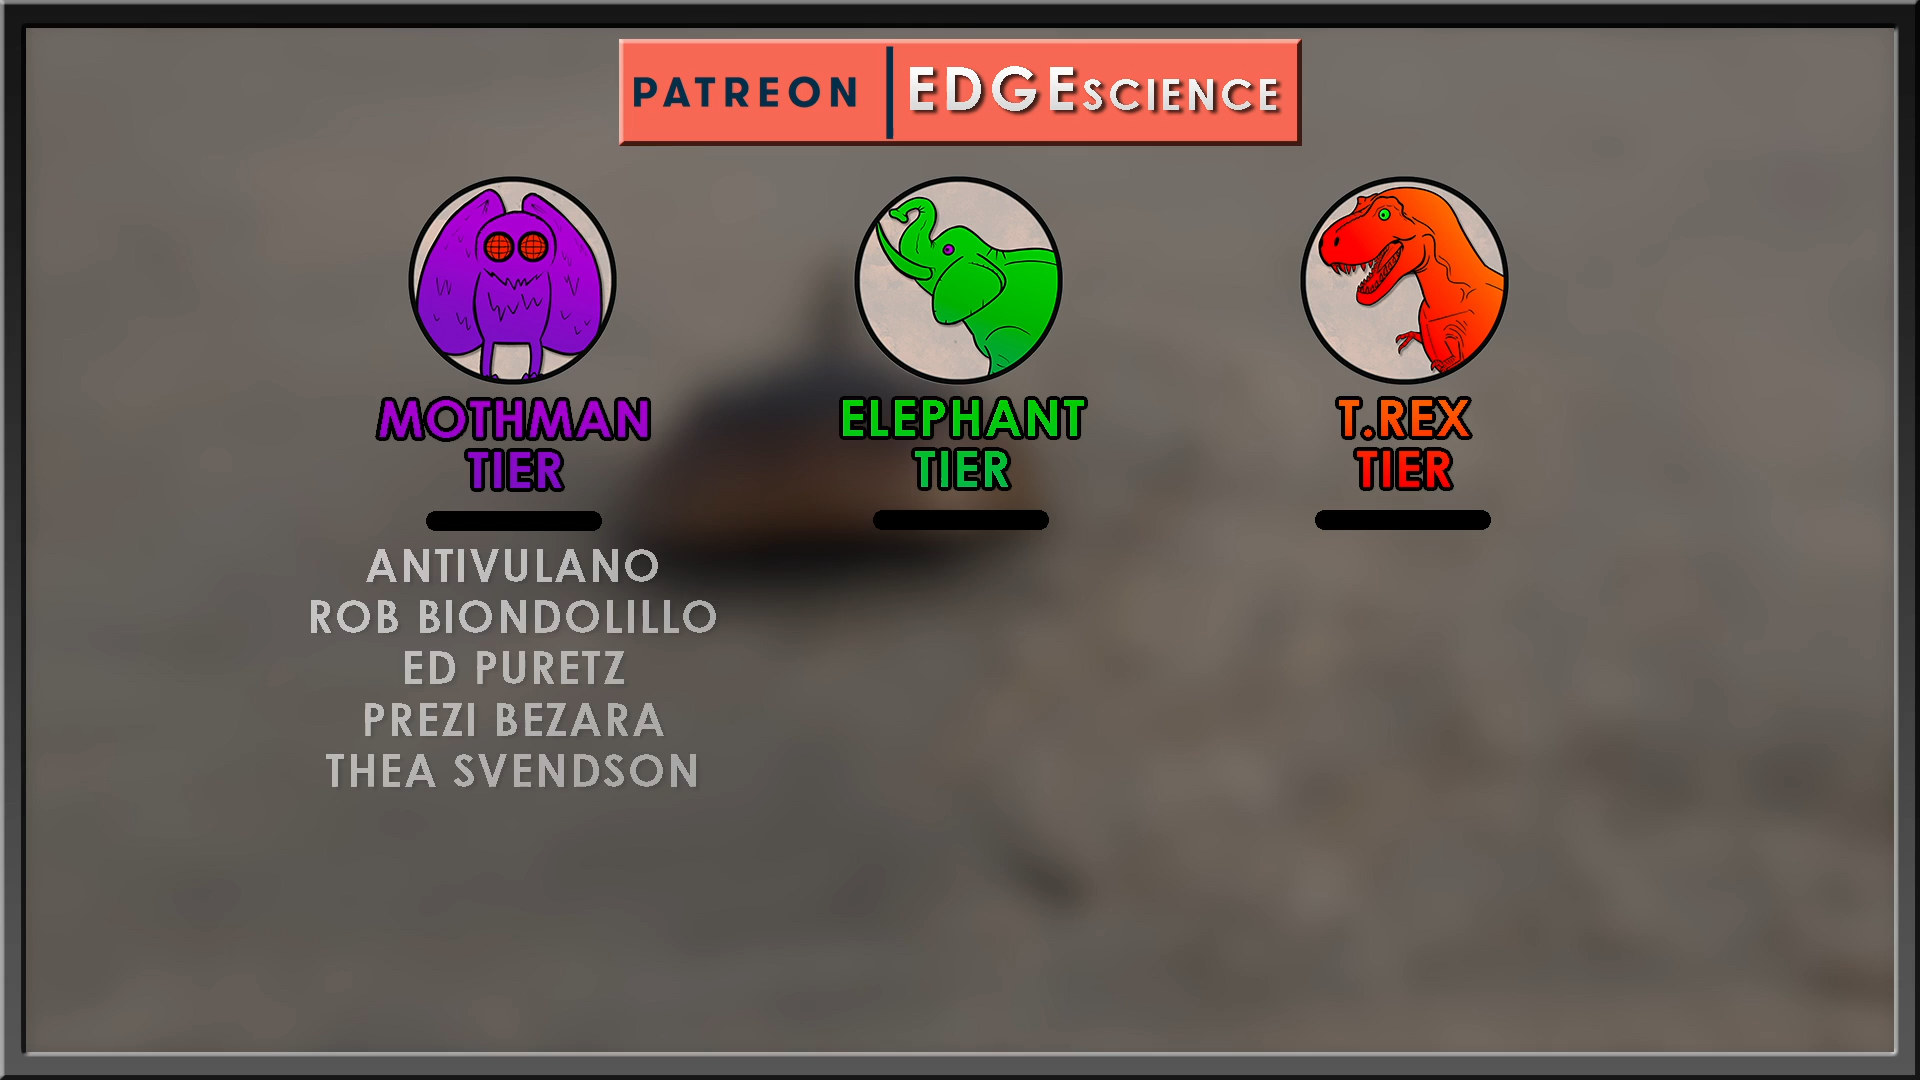 PATREON EDGESCIENCE
MOTHMAN
TIER
ELEPHANT
TIER
T.REX
TIER
ANTIVULANO
ROB BIONDOLILLO
ED PURETZ
PREZI BEZARA
THEA SVENDSON